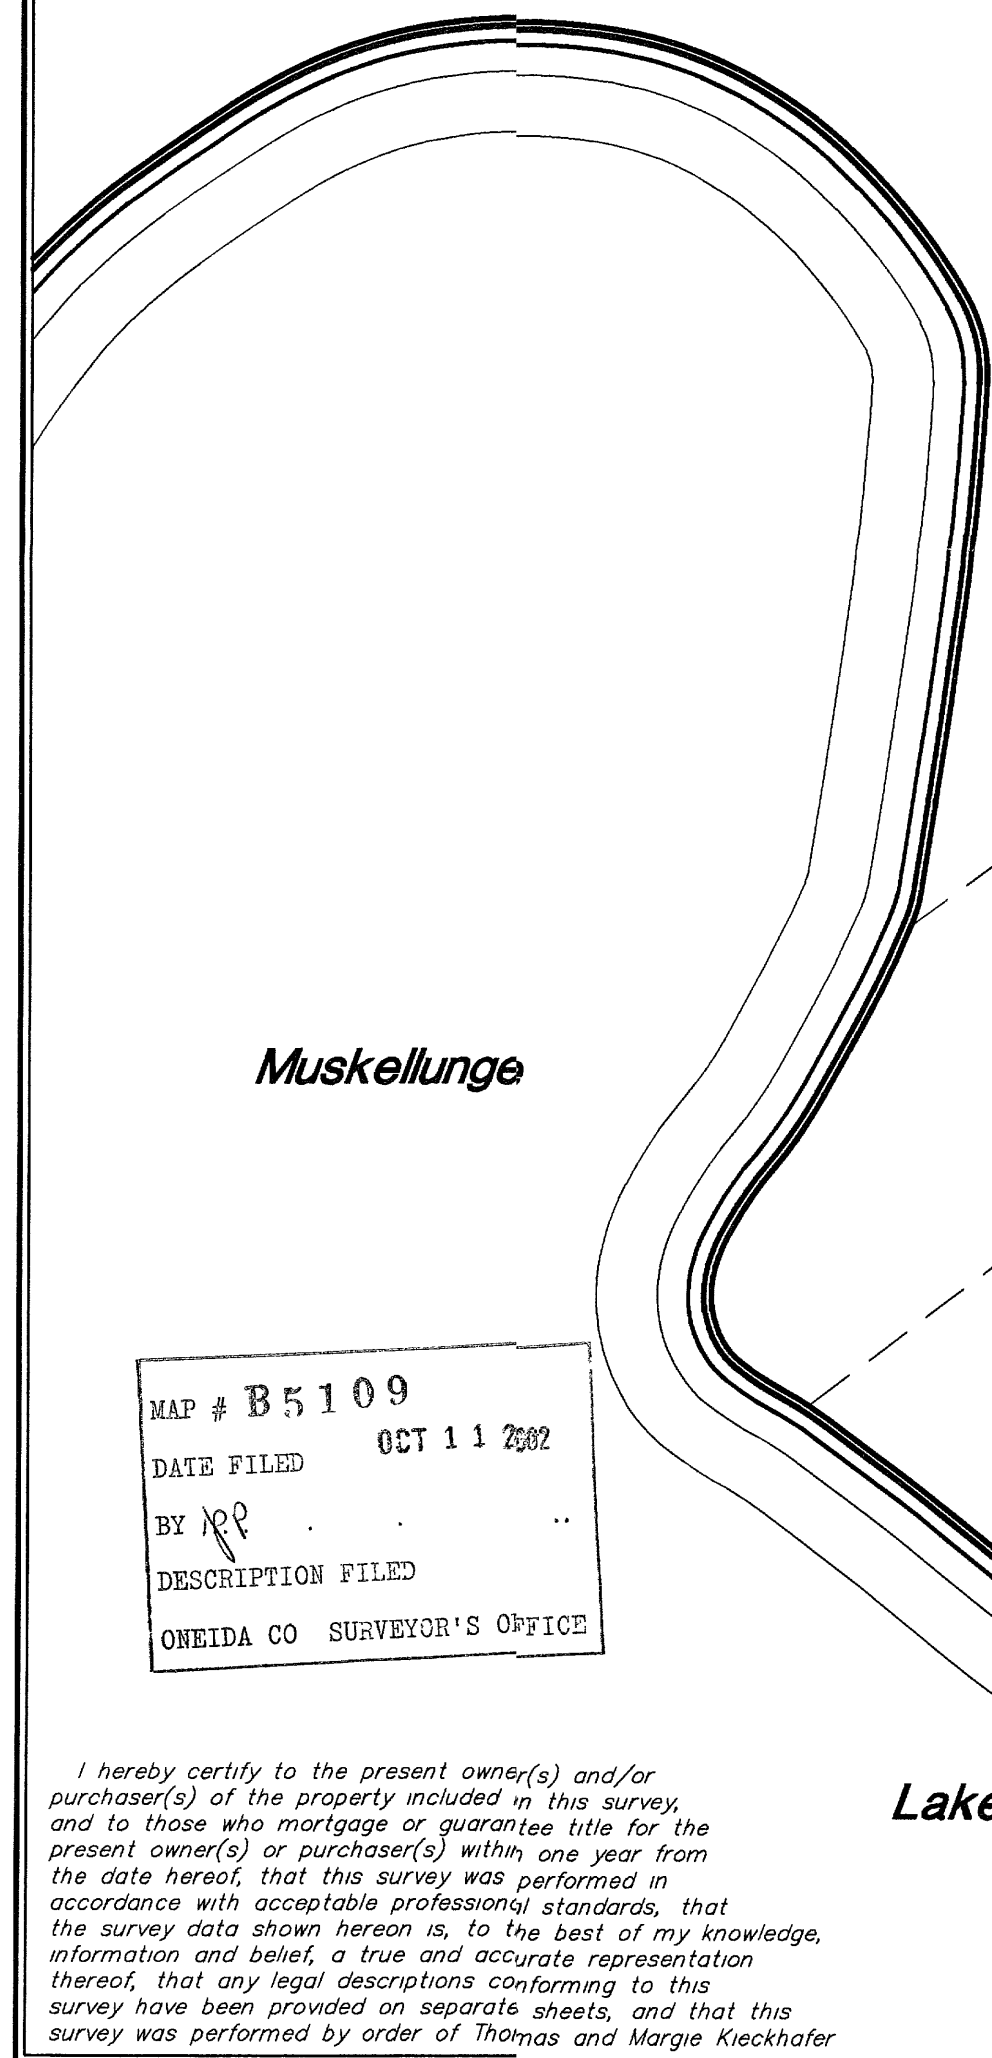 Muskellunge
MAP # B5109
OCT 11 2002
DATE FILED
BY
DESCRIPTION FILED
ONEIDA CO SURVEYOR'S OFFICE
Lake
I hereby certify to the present owner(s) and/or
purchaser(s) of the property included in this survey,
and to those who mortgage or guarantee title for the
present owner(s) or purchaser(s) within one year from
the date hereof, that this survey was performed in
accordance with acceptable professional standards, that
the survey data shown hereon is, to the best of my knowledge,
information and belief, a true and accurate representation
thereof, that any legal descriptions conforming to this
survey have been provided on separate sheets, and that this
survey was performed by order of Thomas and Margie Kieckhafer